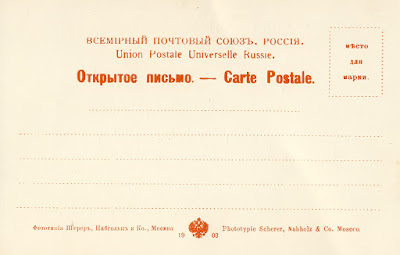 ВСЕМІРНЫЙ ПОЧТОВЫЙ СОЮЗЪ. РОССІЯ.
Union Postale Universelle Russie.
Открытое письмо. — Carte Postale.
мѣсто
для
марки.
Фототипія Шереръ, Набгольцъ и Ко., Москва
19 03
Phototypie Scherer, Nabholz & Co. Moscou